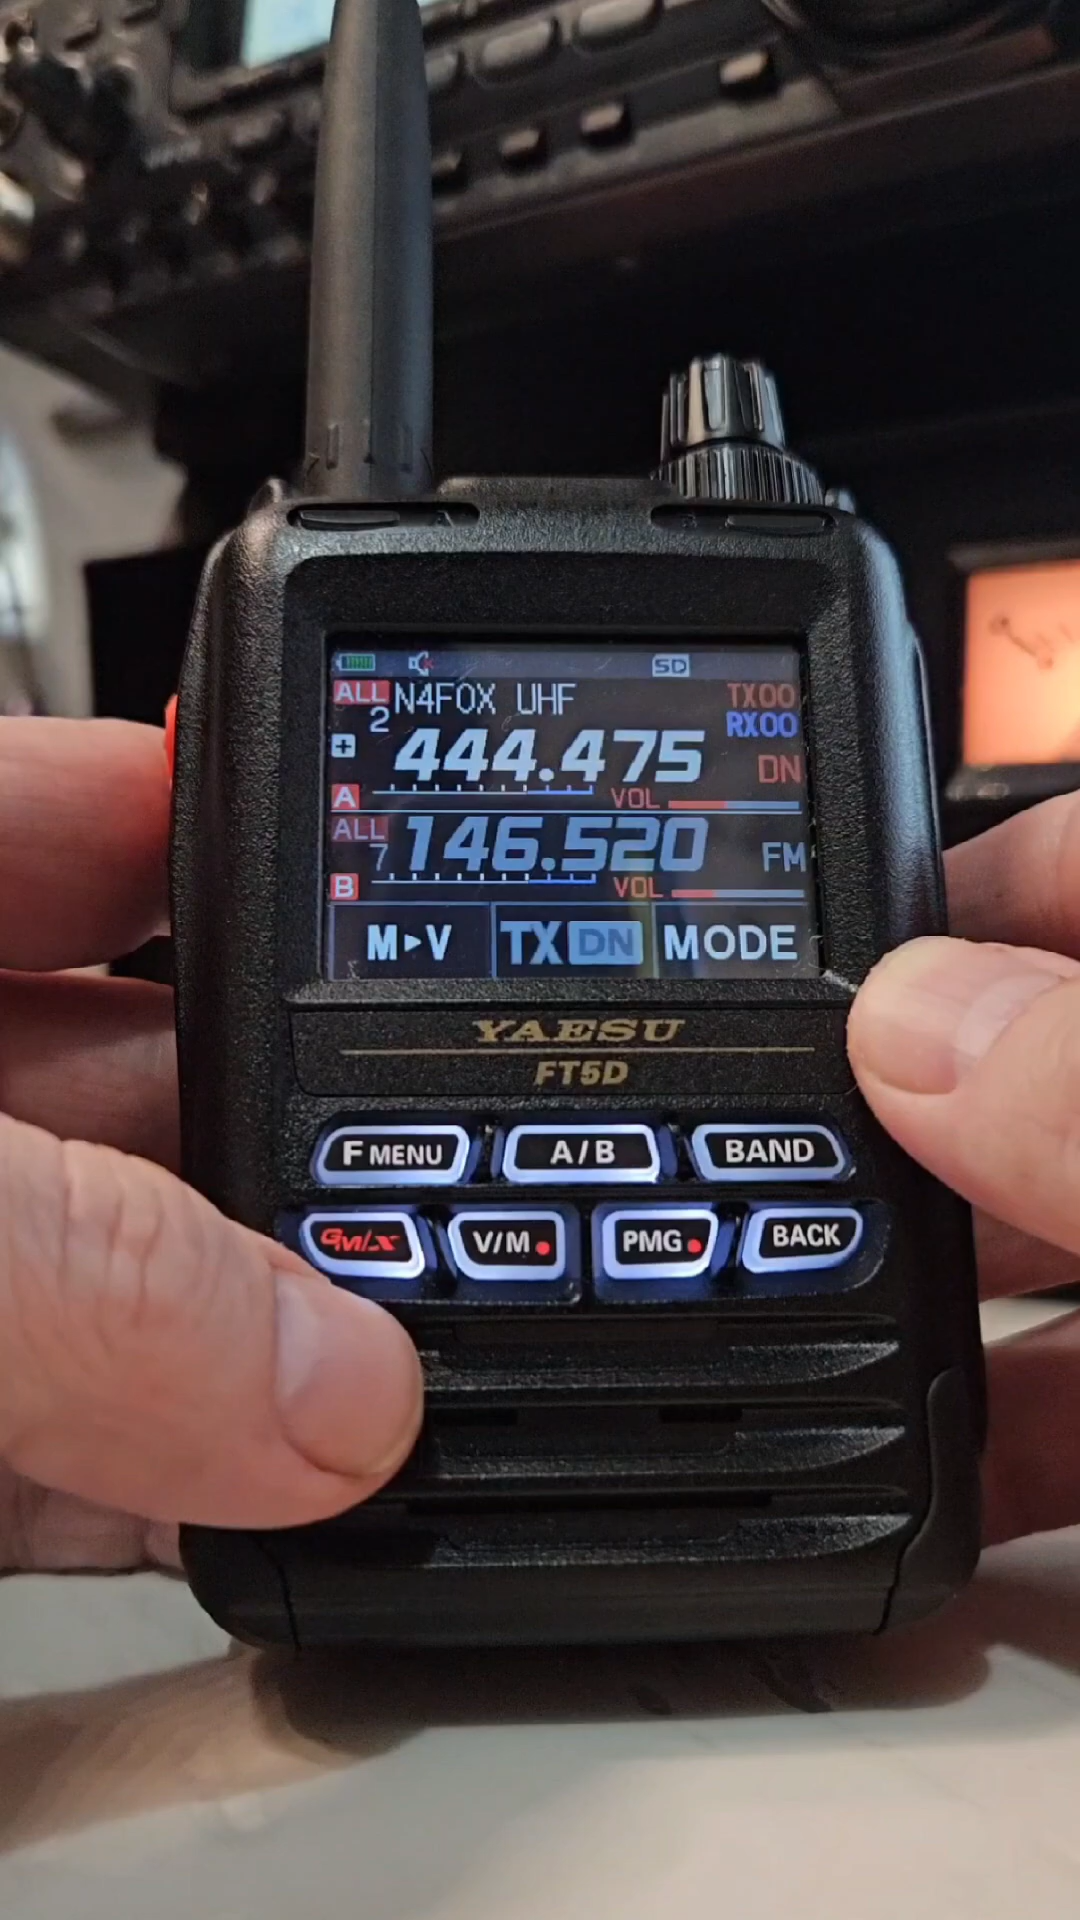 A B
SD
ALL N4FOX UHF TX00
2 RX00
+ 444.475 DN
A VOL
ALL 146.520
7 FM
B VOL
M▸V TX DN MODE
YAESU
FT5D
F MENU A/B BAND
GM/X V/M PMG BACK